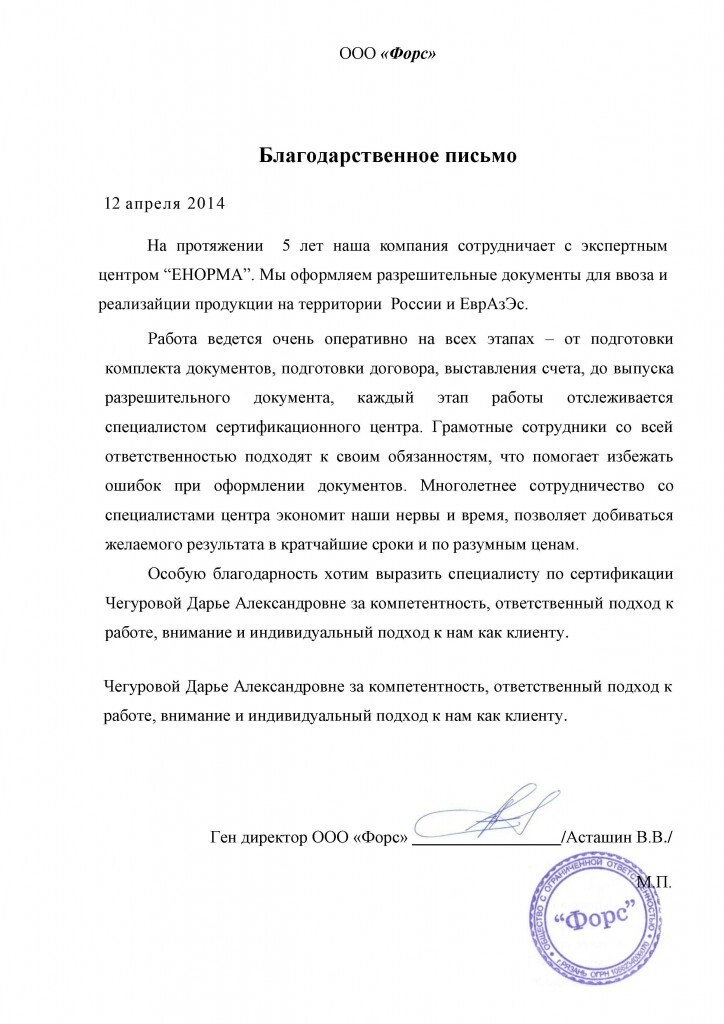 ООО «Форс»
Благодарственное письмо
12 апреля 2014
На протяжении 5 лет наша компания сотрудничает с экспертным
центром “ЕНОРМА”. Мы оформляем разрешительные документы для ввоза и
реализайции продукции на территории России и ЕврАзЭс.
Работа ведется очень оперативно на всех этапах – от подготовки
комплекта документов, подготовки договора, выставления счета, до выпуска
разрешительного документа, каждый этап работы отслеживается
специалистом сертификационного центра. Грамотные сотрудники со всей
ответственностью подходят к своим обязанностям, что помогает избежать
ошибок при оформлении документов. Многолетнее сотрудничество со
специалистами центра экономит наши нервы и время, позволяет добиваться
желаемого результата в кратчайшие сроки и по разумным ценам.
Особую благодарность хотим выразить специалисту по сертификации
Чегуровой Дарье Александровне за компетентность, ответственный подход к
работе, внимание и индивидуальный подход к нам как клиенту.
Чегуровой Дарье Александровне за компетентность, ответственный подход к
работе, внимание и индивидуальный подход к нам как клиенту.
Ген директор ООО «Форс» /Асташин В.В./
М.П.
ОБЩЕСТВО С ОГРАНИЧЕННОЙ ОТВЕТСТВЕННОСТЬЮ
“Форс”
г.РЯЗАНЬ ОГРН